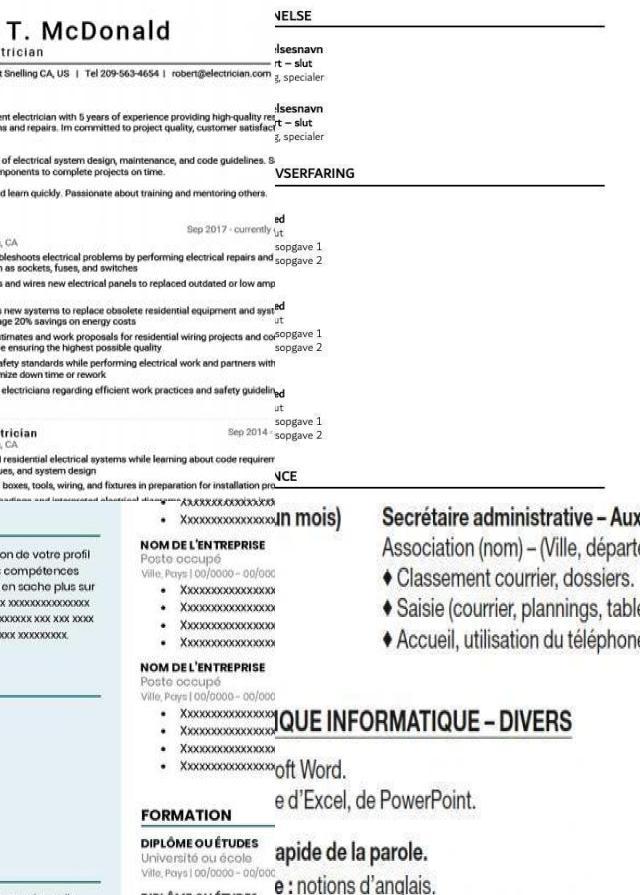 T. McDonald
trician
t Snelling CA, US | Tel 209-563-4654 | robert@electrician.com
ent electrician with 5 years of experience providing high-quality
ns and repairs. Im committed to project quality, customer
of electrical system design, maintenance, and code guidelines.
mponents to complete projects on time.
d learn quickly. Passionate about training and mentoring others.
Sep 2017 - currently
, CA
bleshoots electrical problems by performing electrical repairs and
h as sockets, fuses, and switches
s and wires new electrical panels to replaced outdated or low amp
s new systems to replace obsolete residential equipment and syst
age 20% savings on energy costs
stimates and work proposals for residential wiring projects and
e ensuring the highest possible quality
afety standards while performing electrical work and partners with
mize down time or rework
electricians regarding efficient work practices and safety
trician
Sep 2014 -
, CA
l residential electrical systems while learning about code requirem
ues, and system design
boxes, tools, wiring, and fixtures in preparation for installation pro
NELSE
lsesnavn
rt – slut
g, specialer
lsesnavn
rt – slut
g, specialer
VSERFARING
ed
ut
sopgave 1
sopgave 2
ed
ut
sopgave 1
sopgave 2
ed
ut
sopgave 1
sopgave 2
NCE
on de votre profil
s compétences
en sache plus sur
x xxxxxxxxxxxxxxx
xxxxxx xxx xxx xxxx
xxx xxxxxxxxx.
• Xxxxxxxxxxxxxxx
NOM DE L'ENTREPRISE
Poste occupé
Ville, Pays | 00/0000 - 00/000
• Xxxxxxxxxxxxxxx
• Xxxxxxxxxxxxxxx
• Xxxxxxxxxxxxxxx
• Xxxxxxxxxxxxxxx
NOM DE L'ENTREPRISE
Poste occupé
Ville, Pays | 00/0000 - 00/000
• Xxxxxxxxxxxxxxx
• Xxxxxxxxxxxxxxx
• Xxxxxxxxxxxxxxx
• Xxxxxxxxxxxxxxx
FORMATION
DIPLÔME OU ÉTUDES
Université ou école
Ville, Pays | 00/0000 - 00/000
un mois)
Secrétaire administrative – Aux
Association (nom) – (Ville, départe
♦ Classement courrier, dossiers.
♦ Saisie (courrier, plannings, table
♦ Accueil, utilisation du téléphone
IQUE INFORMATIQUE – DIVERS
oft Word.
e d'Excel, de PowerPoint.
apide de la parole.
e : notions d'anglais.